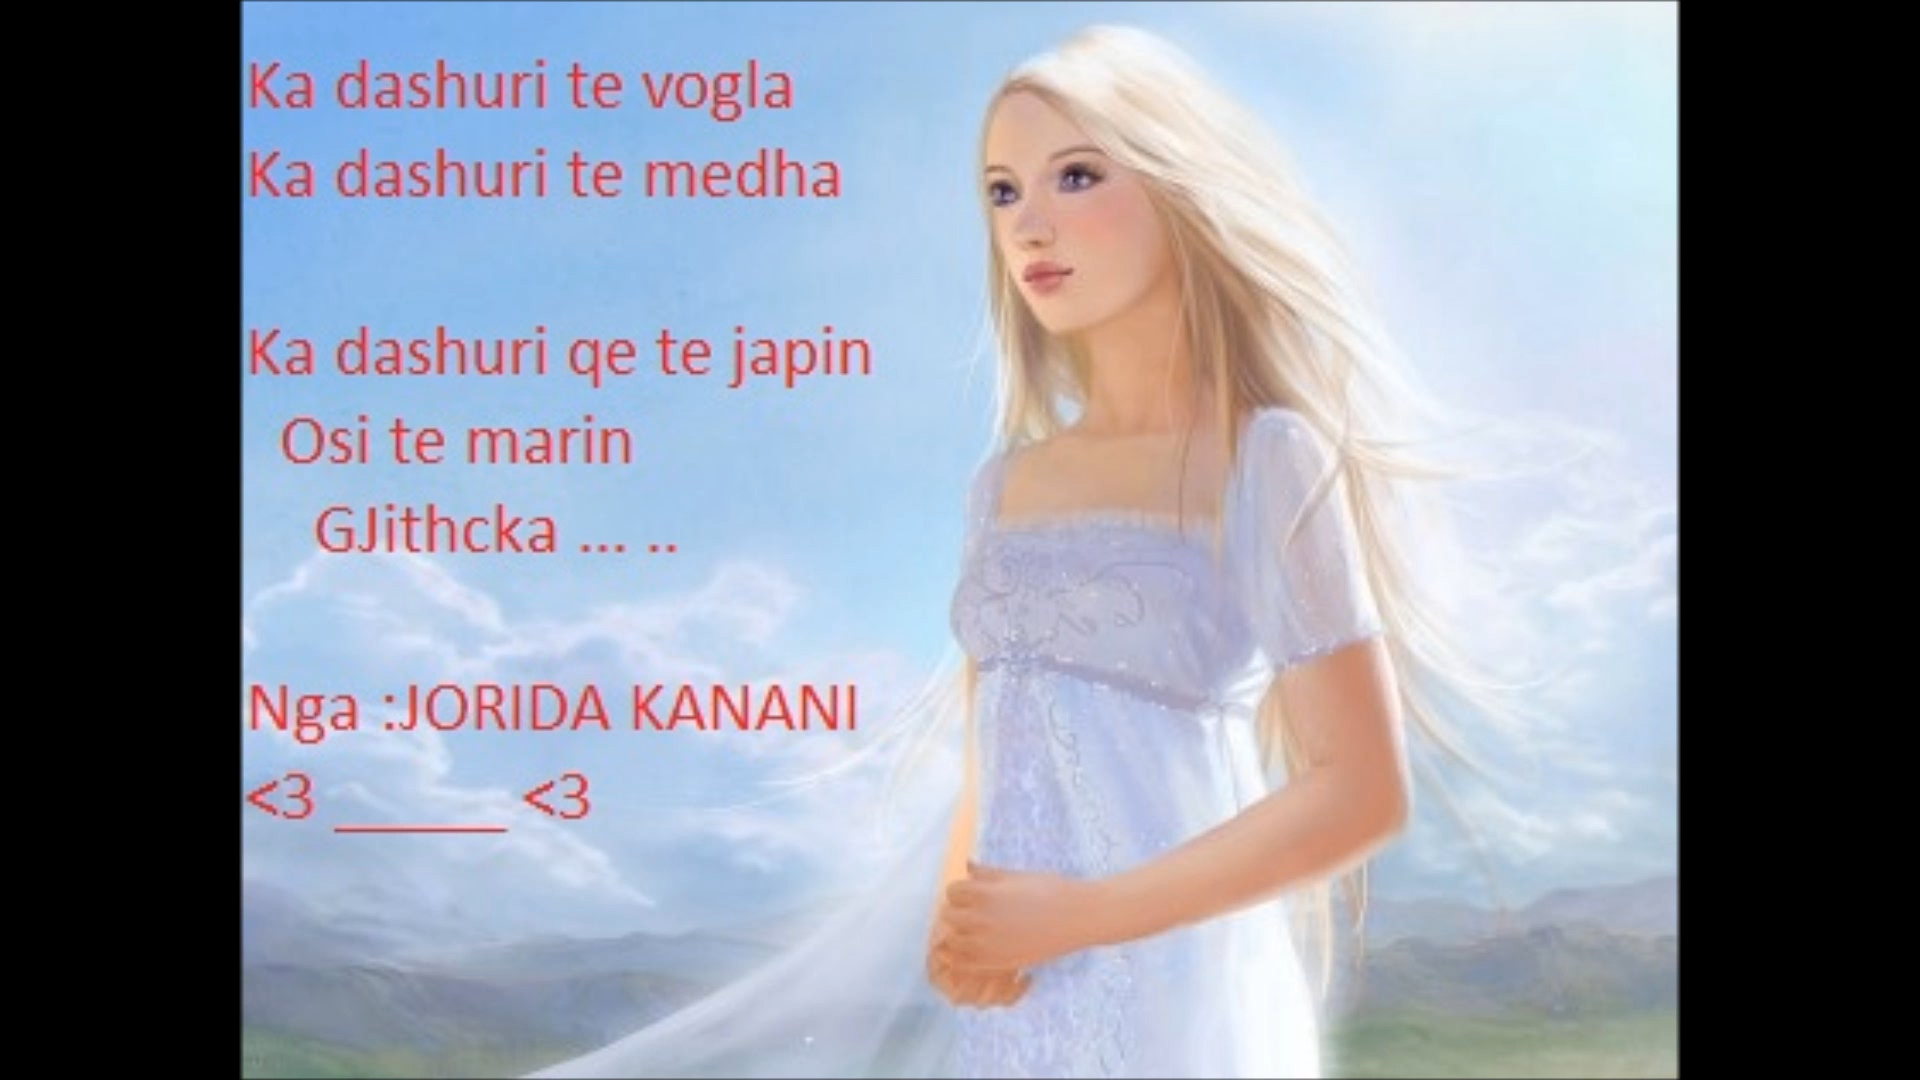 Ka dashuri te vogla
Ka dashuri te medha
Ka dashuri qe te japin
Osi te marin
GJithcka ... ..
Nga :JORIDA KANANI
<3 _____ <3